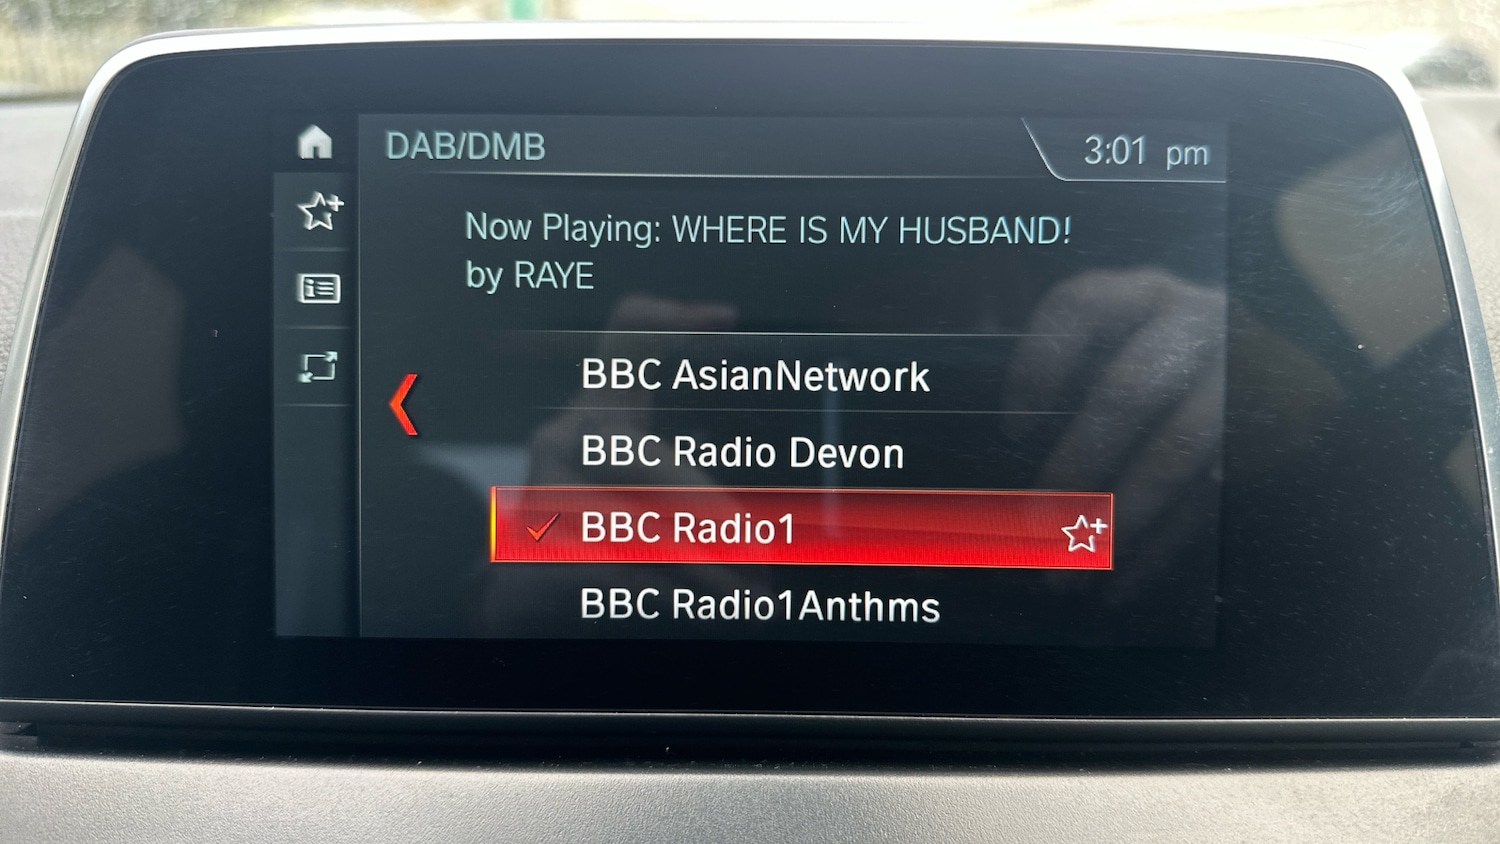 DAB/DMB
3:01 pm
Now Playing: WHERE IS MY HUSBAND!
by RAYE
BBC AsianNetwork
BBC Radio Devon
BBC Radio1
BBC Radio1Anthms